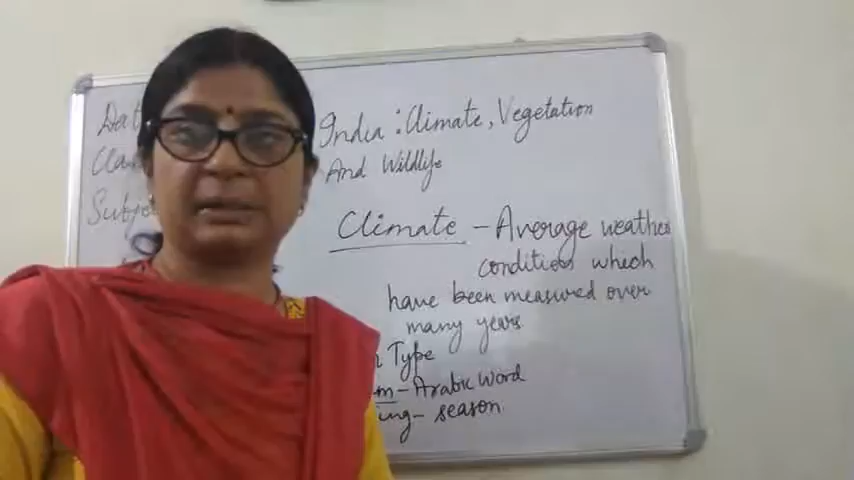 India : Climate, Vegetation
And Wildlife
Climate - Average weather
conditions which
have been measured over
many years
Type
- Arabic Word
- season